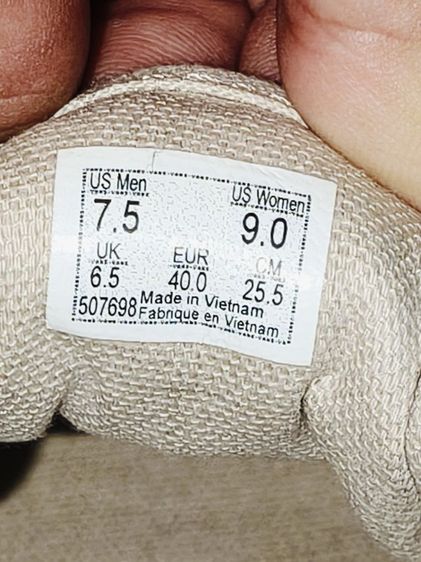 US Men US Women
7.5 9.0
UK EUR CM
6.5 40.0 25.5
507698 Made in Vietnam
Fabrique en Vietnam